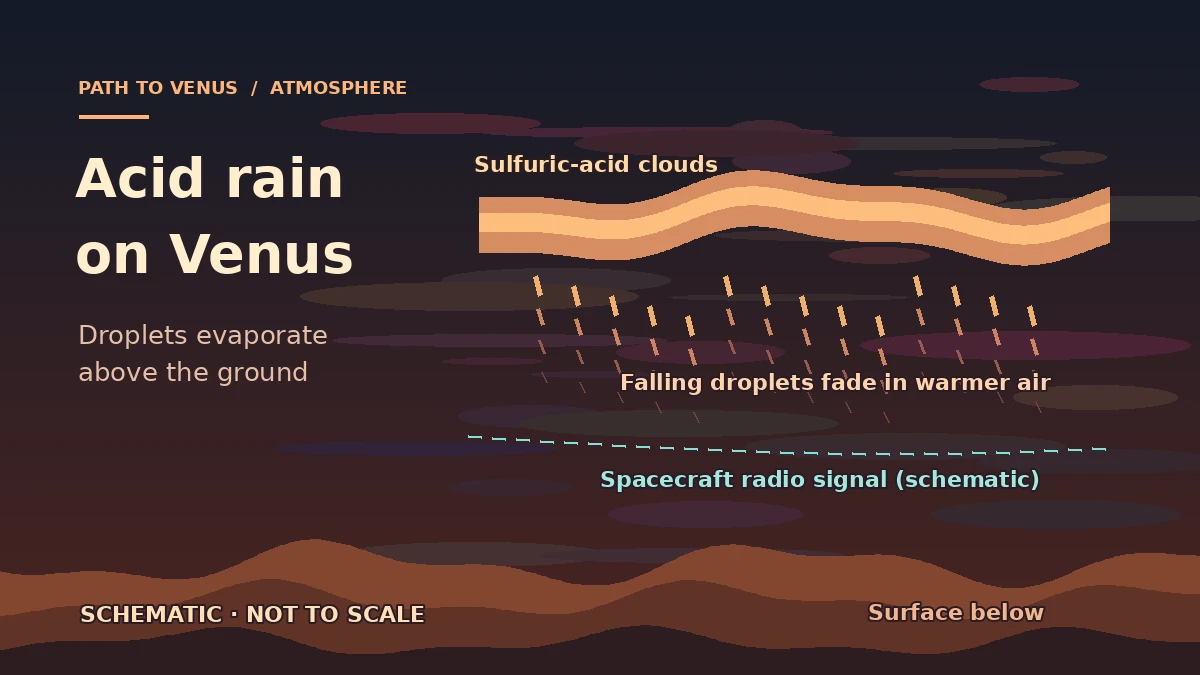 PATH TO VENUS / ATMOSPHERE
Acid rain
on Venus
Droplets evaporate
above the ground
Sulfuric-acid clouds
Falling droplets fade in warmer air
Spacecraft radio signal (schematic)
SCHEMATIC · NOT TO SCALE
Surface below